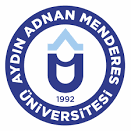 AYDIN ADNAN MENDERES
ÜNİVERSİTESİ
1992